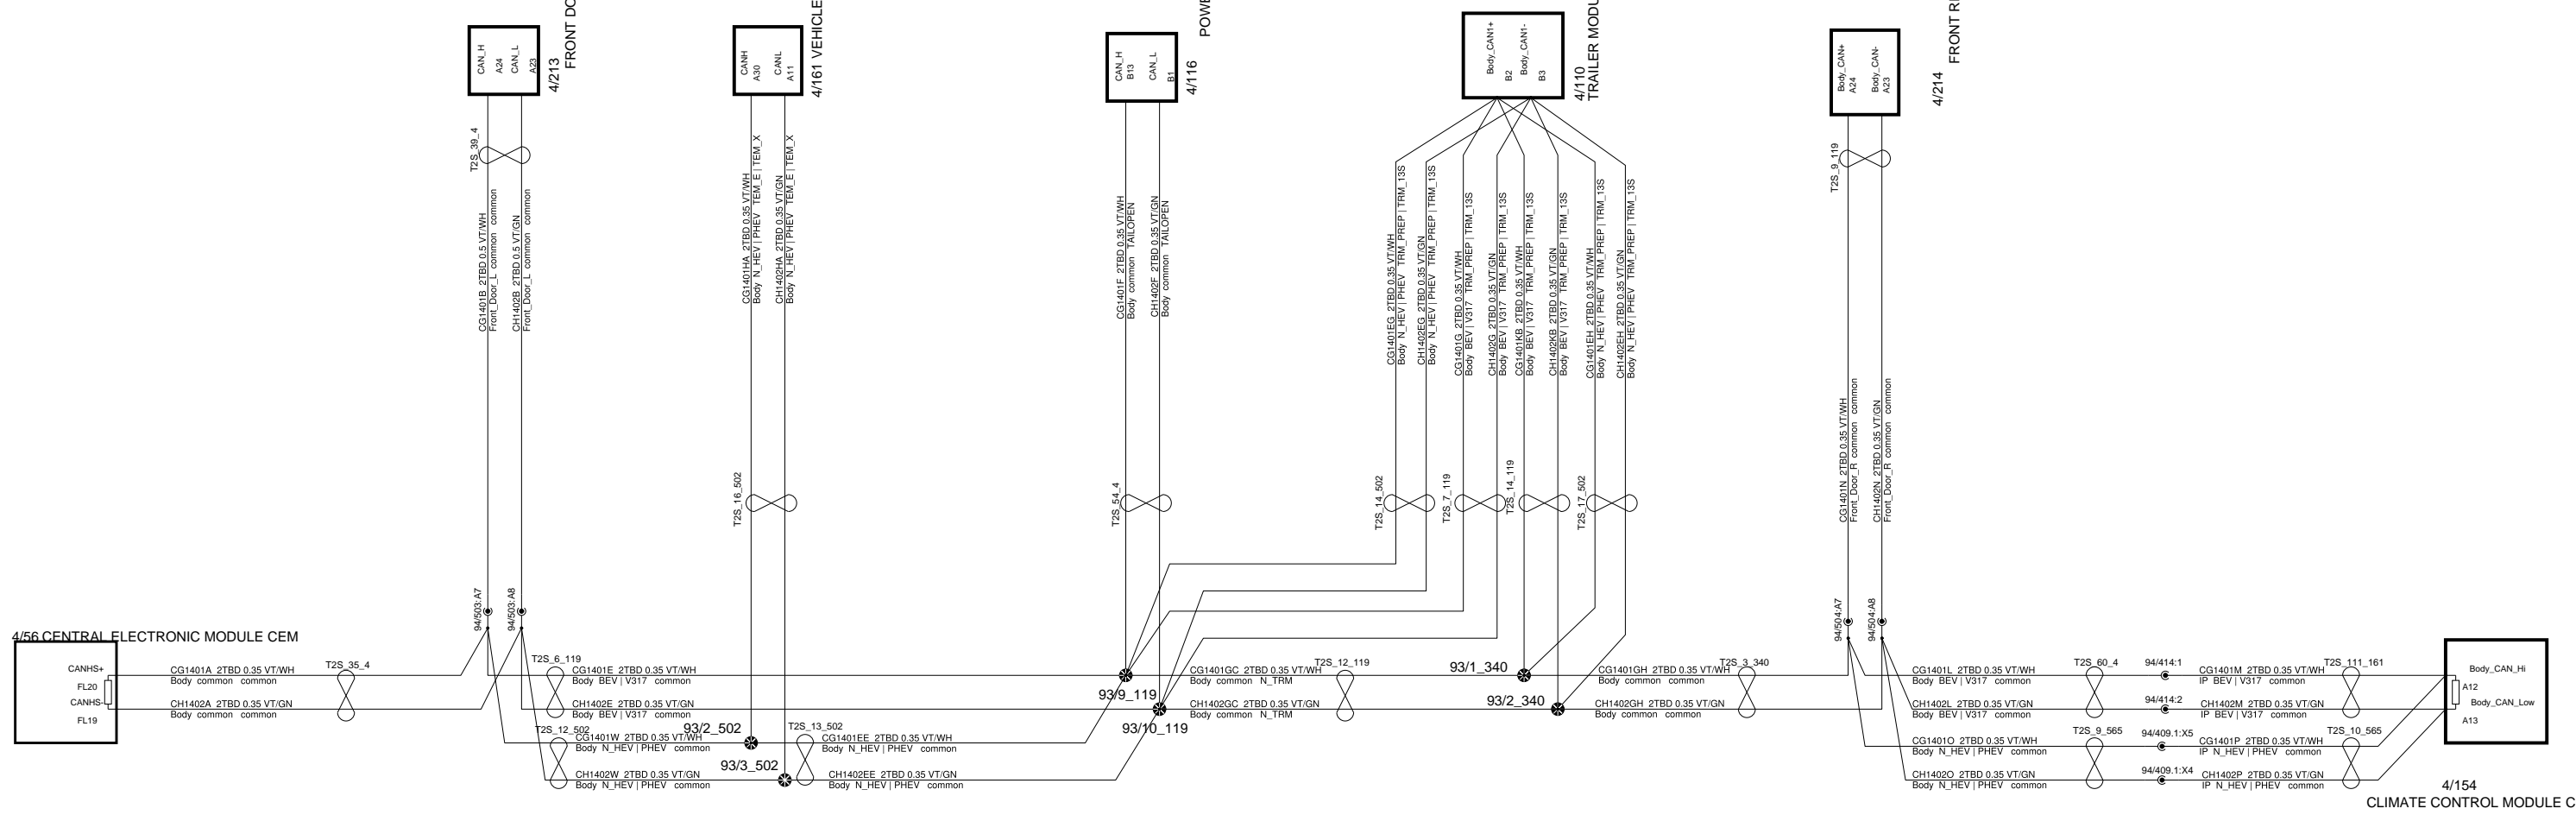 CAN_H
A24
CAN_L
A23
4/213
FRONT DO
CANH
A30
CANL
A11
4/161 VEHICLE
CAN_H
B13
CAN_L
B1
4/116
POWE
Body_CAN1+
B2
Body_CAN1-
B3
4/110
TRAILER MODU
Body_CAN+
A24
Body_CAN-
A23
4/214
FRONT RE
T2S_39_4
CG1401B 2TBD 0.5 VT/WH
Front_Door_L common common
CH1402B 2TBD 0.5 VT/GN
Front_Door_L common common
CG1401HA 2TBD 0.35 VT/WH
Body N_HEV | PHEV TEM_E | TEM_X
CH1402HA 2TBD 0.35 VT/GN
Body N_HEV | PHEV TEM_E | TEM_X
T2S_16_502
CG1401F 2TBD 0.35 VT/WH
Body common TAILOPEN
CH1402F 2TBD 0.35 VT/GN
Body common TAILOPEN
T2S_54_4
CG1401EG 2TBD 0.35 VT/WH
Body N_HEV | PHEV TRM_PREP | TRM_13S
CH1402EG 2TBD 0.35 VT/GN
Body N_HEV | PHEV TRM_PREP | TRM_13S
CG1401G 2TBD 0.35 VT/WH
Body BEV | V317 TRM_PREP | TRM_13S
CH1402G 2TBD 0.35 VT/GN
Body BEV | V317 TRM_PREP | TRM_13S
CG1401KB 2TBD 0.35 VT/WH
Body BEV | V317 TRM_PREP | TRM_13S
CH1402KB 2TBD 0.35 VT/GN
Body BEV | V317 TRM_PREP | TRM_13S
CG1401EH 2TBD 0.35 VT/WH
Body N_HEV | PHEV TRM_PREP | TRM_13S
CH1402EH 2TBD 0.35 VT/GN
Body N_HEV | PHEV TRM_PREP | TRM_13S
T2S_14_502
T2S_7_119
T2S_14_119
T2S_17_502
T2S_9_119
CG1401N 2TBD 0.35 VT/WH
Front_Door_R common common
CH1402N 2TBD 0.35 VT/GN
Front_Door_R common common
94/503:A7
94/503:A8
94/504:A7
94/504:A8
4/56 CENTRAL ELECTRONIC MODULE CEM
CANHS+
FL20
CANHS-
FL19
CG1401A 2TBD 0.35 VT/WH
Body common common
T2S_35_4
CH1402A 2TBD 0.35 VT/GN
Body common common
T2S_6_119
CG1401E 2TBD 0.35 VT/WH
Body BEV | V317 common
CH1402E 2TBD 0.35 VT/GN
Body BEV | V317 common
T2S_12_502
CG1401W 2TBD 0.35 VT/WH
Body N_HEV | PHEV common
CH1402W 2TBD 0.35 VT/GN
Body N_HEV | PHEV common
93/2_502
93/3_502
T2S_13_502
CG1401EE 2TBD 0.35 VT/WH
Body N_HEV | PHEV common
CH1402EE 2TBD 0.35 VT/GN
Body N_HEV | PHEV common
93/9_119
93/10_119
CG1401GC 2TBD 0.35 VT/WH
Body common N_TRM
CH1402GC 2TBD 0.35 VT/GN
Body common N_TRM
T2S_12_119
93/1_340
93/2_340
CG1401GH 2TBD 0.35 VT/WH
Body common common
CH1402GH 2TBD 0.35 VT/GN
Body common common
T2S_3_340
CG1401L 2TBD 0.35 VT/WH
Body BEV | V317 common
CH1402L 2TBD 0.35 VT/GN
Body BEV | V317 common
T2S_60_4
94/414:1
94/414:2
CG1401M 2TBD 0.35 VT/WH
IP BEV | V317 common
CH1402M 2TBD 0.35 VT/GN
IP BEV | V317 common
T2S_111_161
CG1401O 2TBD 0.35 VT/WH
Body N_HEV | PHEV common
CH1402O 2TBD 0.35 VT/GN
Body N_HEV | PHEV common
T2S_9_565
94/409.1:X5
94/409.1:X4
CG1401P 2TBD 0.35 VT/WH
IP N_HEV | PHEV common
CH1402P 2TBD 0.35 VT/GN
IP N_HEV | PHEV common
T2S_10_565
Body_CAN_Hi
A12
Body_CAN_Low
A13
4/154
CLIMATE CONTROL MODULE C